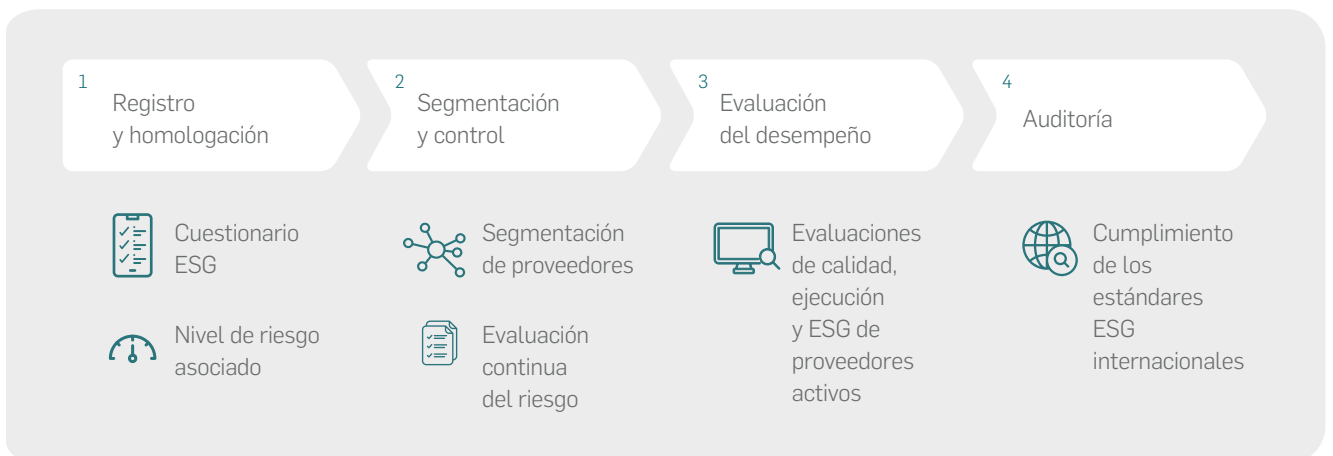 1
Registro
y homologación
2
Segmentación
y control
3
Evaluación
del desempeño
4
Auditoría
Cuestionario
ESG
Nivel de riesgo
asociado
Segmentación
de proveedores
Evaluación
continua
del riesgo
Evaluaciones
de calidad,
ejecución
y ESG de
proveedores
activos
Cumplimiento
de los
estándares
ESG
internacionales